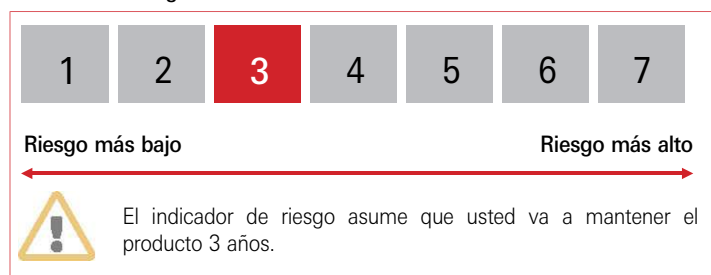 1 2 3 4 5 6 7
Riesgo más bajo Riesgo más alto
El indicador de riesgo asume que usted va a mantener el
producto 3 años.